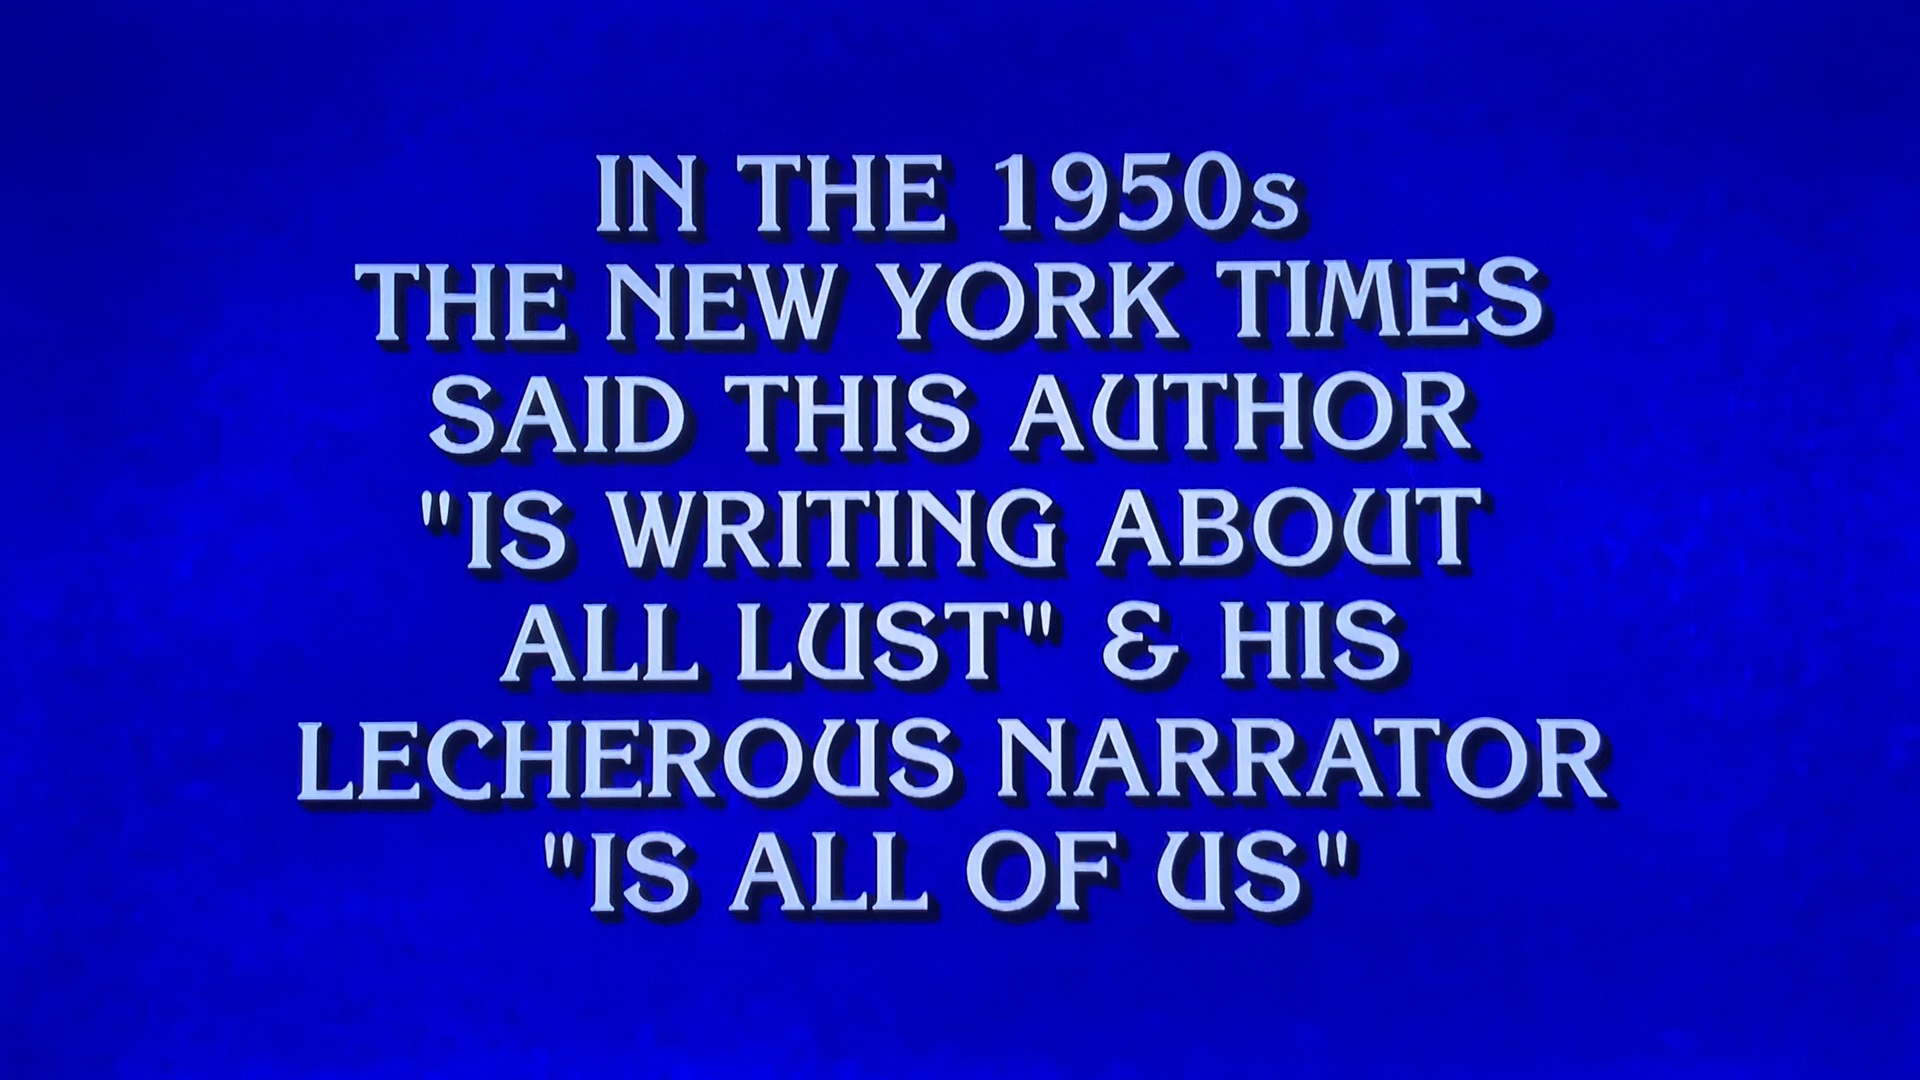 IN THE 1950s
THE NEW YORK TIMES
SAID THIS AUTHOR
"IS WRITING ABOUT
ALL LUST" & HIS
LECHEROUS NARRATOR
"IS ALL OF US"